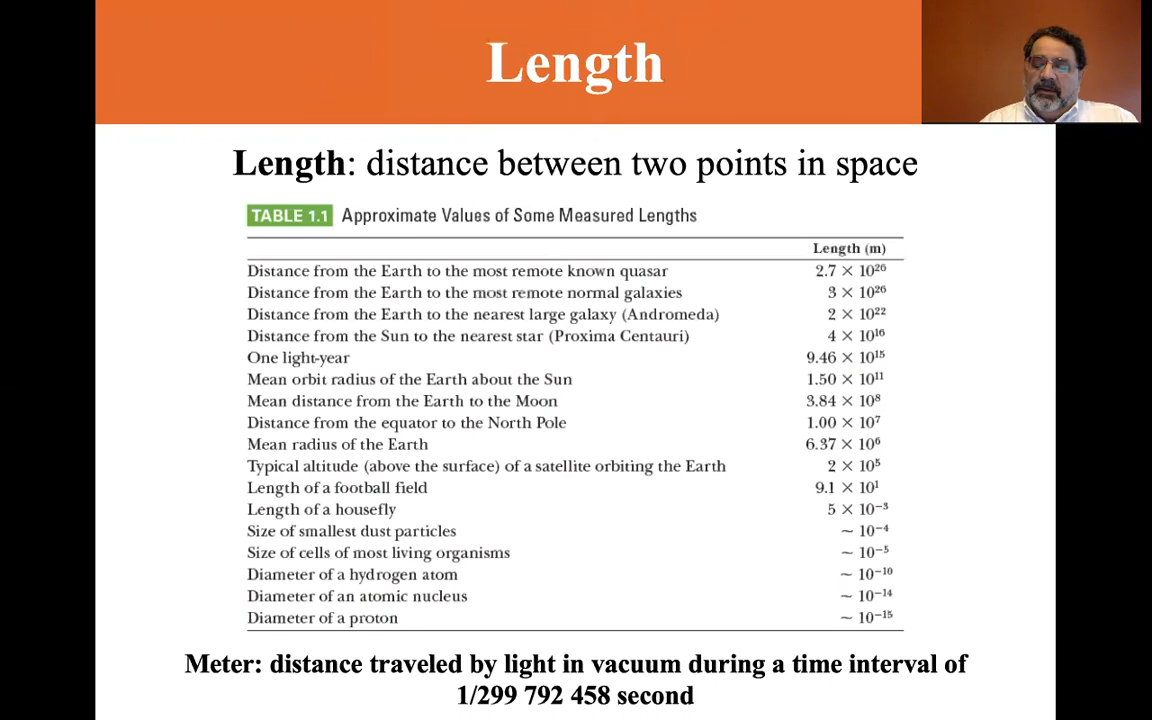 Length
Length: distance between two points in space
TABLE 1.1 Approximate Values of Some Measured Lengths
Length (m)
Distance from the Earth to the most remote known quasar 2.7 × 10²⁶
Distance from the Earth to the most remote normal galaxies 3 × 10²⁶
Distance from the Earth to the nearest large galaxy (Andromeda) 2 × 10²²
Distance from the Sun to the nearest star (Proxima Centauri) 4 × 10¹⁶
One light-year 9.46 × 10¹⁵
Mean orbit radius of the Earth about the Sun 1.50 × 10¹¹
Mean distance from the Earth to the Moon 3.84 × 10⁸
Distance from the equator to the North Pole 1.00 × 10⁷
Mean radius of the Earth 6.37 × 10⁶
Typical altitude (above the surface) of a satellite orbiting the Earth 2 × 10⁵
Length of a football field 9.1 × 10¹
Length of a housefly 5 × 10⁻³
Size of smallest dust particles ~ 10⁻⁴
Size of cells of most living organisms ~ 10⁻⁵
Diameter of a hydrogen atom ~ 10⁻¹⁰
Diameter of an atomic nucleus ~ 10⁻¹⁴
Diameter of a proton ~ 10⁻¹⁵
Meter: distance traveled by light in vacuum during a time interval of
1/299 792 458 second